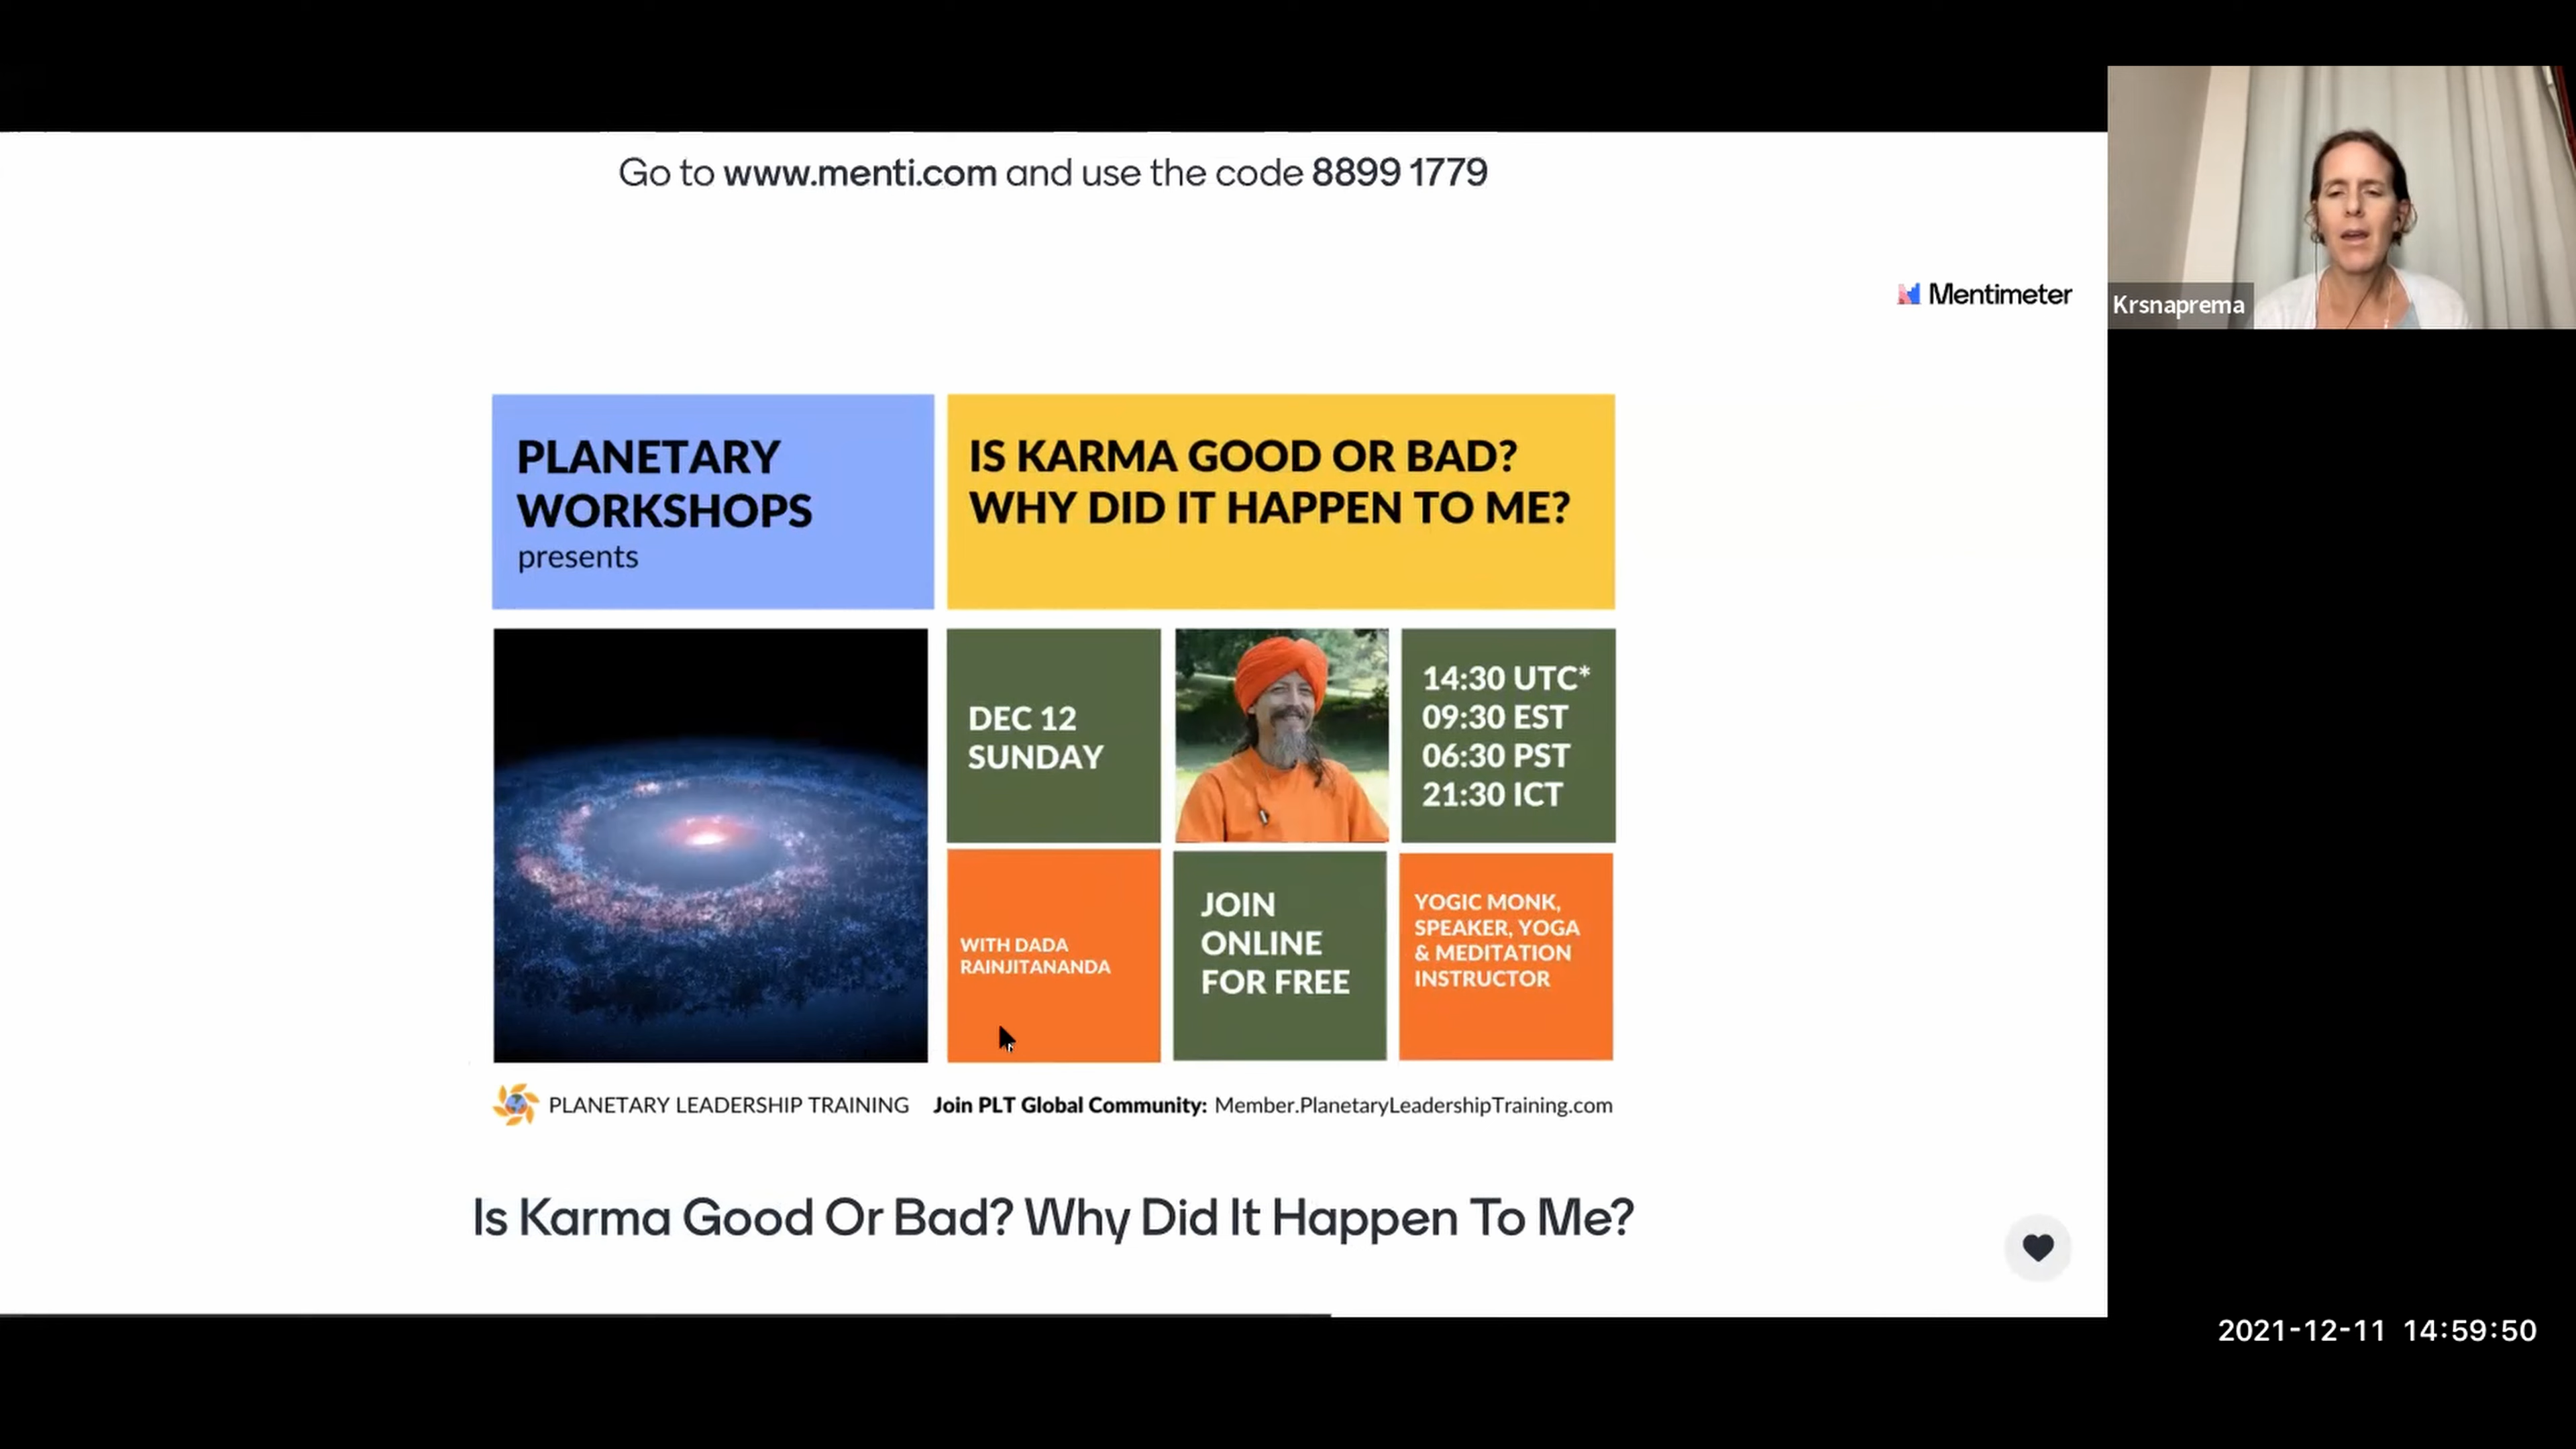 Go to www.menti.com and use the code 8899 1779
Mentimeter
Krsnaprema
PLANETARY
WORKSHOPS
presents
IS KARMA GOOD OR BAD?
WHY DID IT HAPPEN TO ME?
DEC 12
SUNDAY
14:30 UTC*
09:30 EST
06:30 PST
21:30 ICT
WITH DADA
RAINJITANANDA
JOIN
ONLINE
FOR FREE
YOGIC MONK,
SPEAKER, YOGA
& MEDITATION
INSTRUCTOR
PLANETARY LEADERSHIP TRAINING
Join PLT Global Community: Member.PlanetaryLeadershipTraining.com
Is Karma Good Or Bad? Why Did It Happen To Me?
2021-12-11 14:59:50